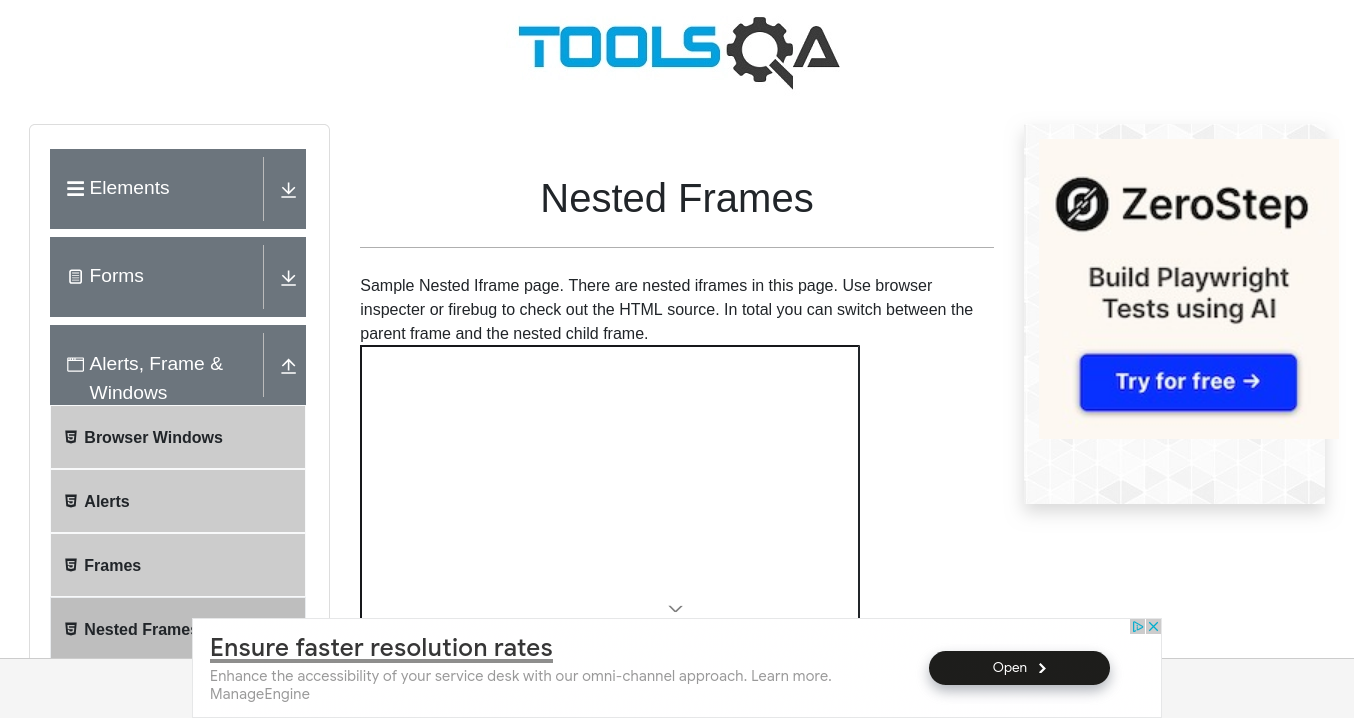 TOOLSQA
Elements
Forms
Alerts, Frame &
Windows
Browser Windows
Alerts
Frames
Nested Frames
Nested Frames
Sample Nested Iframe page. There are nested iframes in this page. Use browser
inspector or firebug to check out the HTML source. In total you can switch between the
parent frame and the nested child frame.
ZeroStep
Build Playwright
Tests using AI
Try for free →
Ensure faster resolution rates
Enhance the accessibility of your service desk with our omni-channel approach. Learn more.
ManageEngine
Open